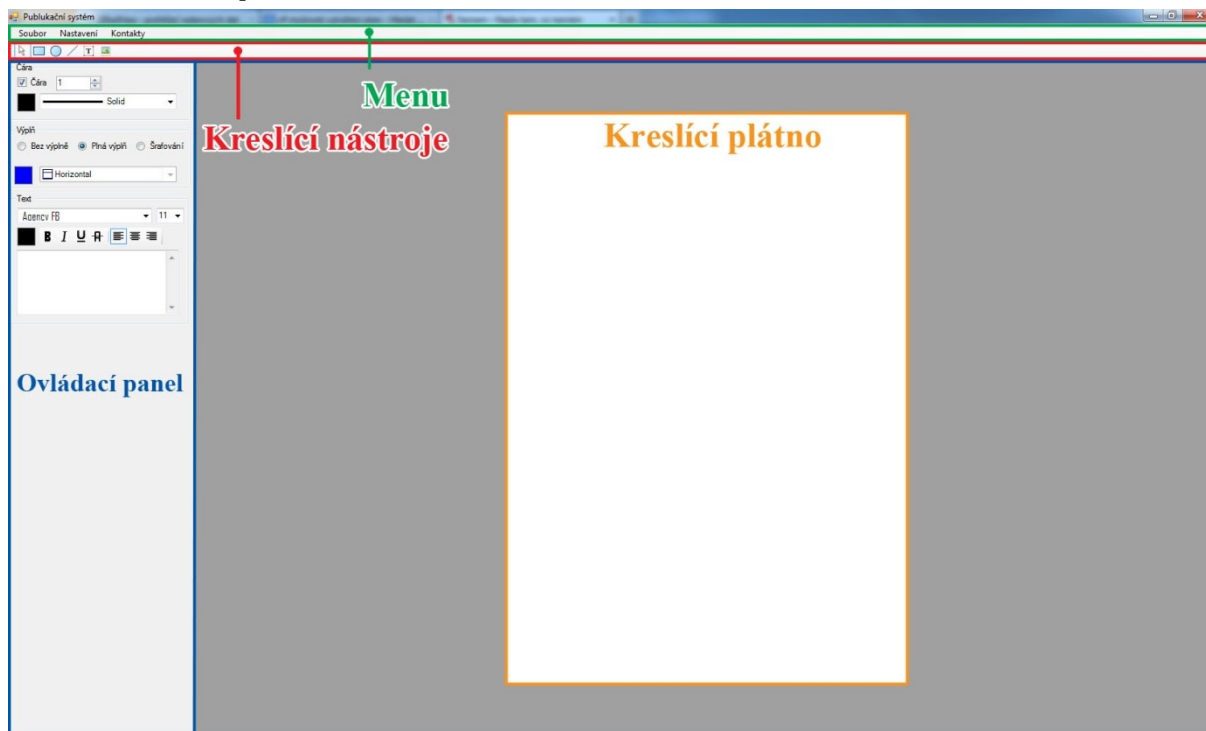 Publukační systém
Soubor Nastavení Kontakty
T
Čára
Čára 1
Solid
Menu
Výplň
Kreslící nástroje
Kreslící plátno
Bez výplně Plná výplň Šrafování
Horizontal
Text
Agency FB 11
B I U A
Ovládací panel